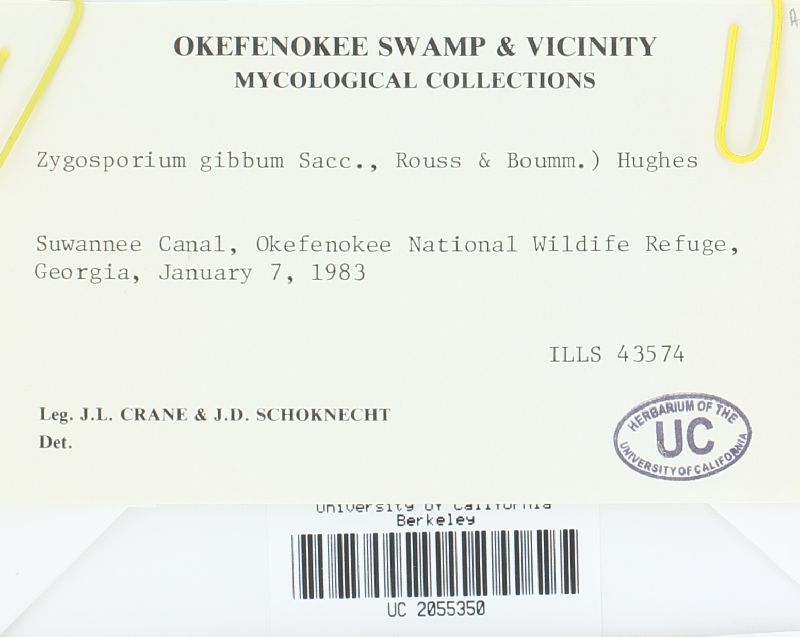 OKEFENOKEE SWAMP & VICINITY
MYCOLOGICAL COLLECTIONS
Zygosporium gibbum Sacc., Rouss & Boumm.) Hughes
Suwannee Canal, Okefenokee National Wildife Refuge,
Georgia, January 7, 1983
ILLS 43574
Leg. J.L. CRANE & J.D. SCHOKNECHT
Det.
HERBARIUM OF THE
UC
UNIVERSITY OF CALIFORNIA
University of California
Berkeley
UC 2055350